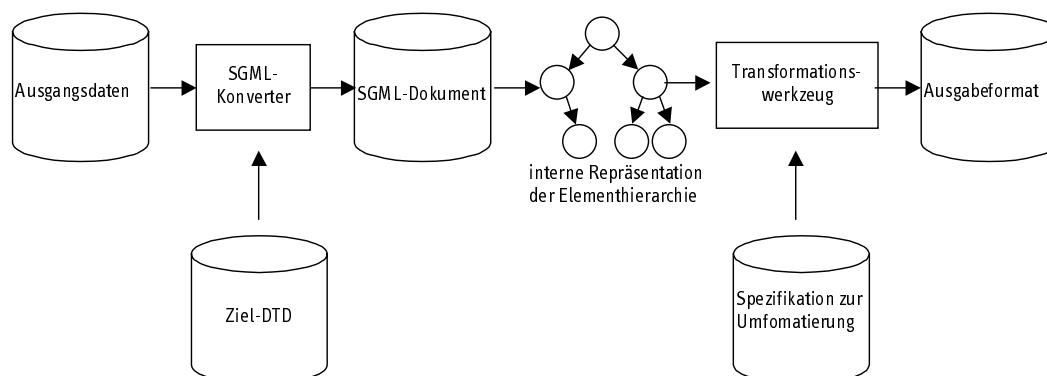 Ausgangsdaten
SGML-
Konverter
SGML-Dokument
interne Repräsentation
der Elementhierarchie
Transformations-
werkzeug
Ausgabeformat
Ziel-DTD
Spezifikation zur
Umfomatierung